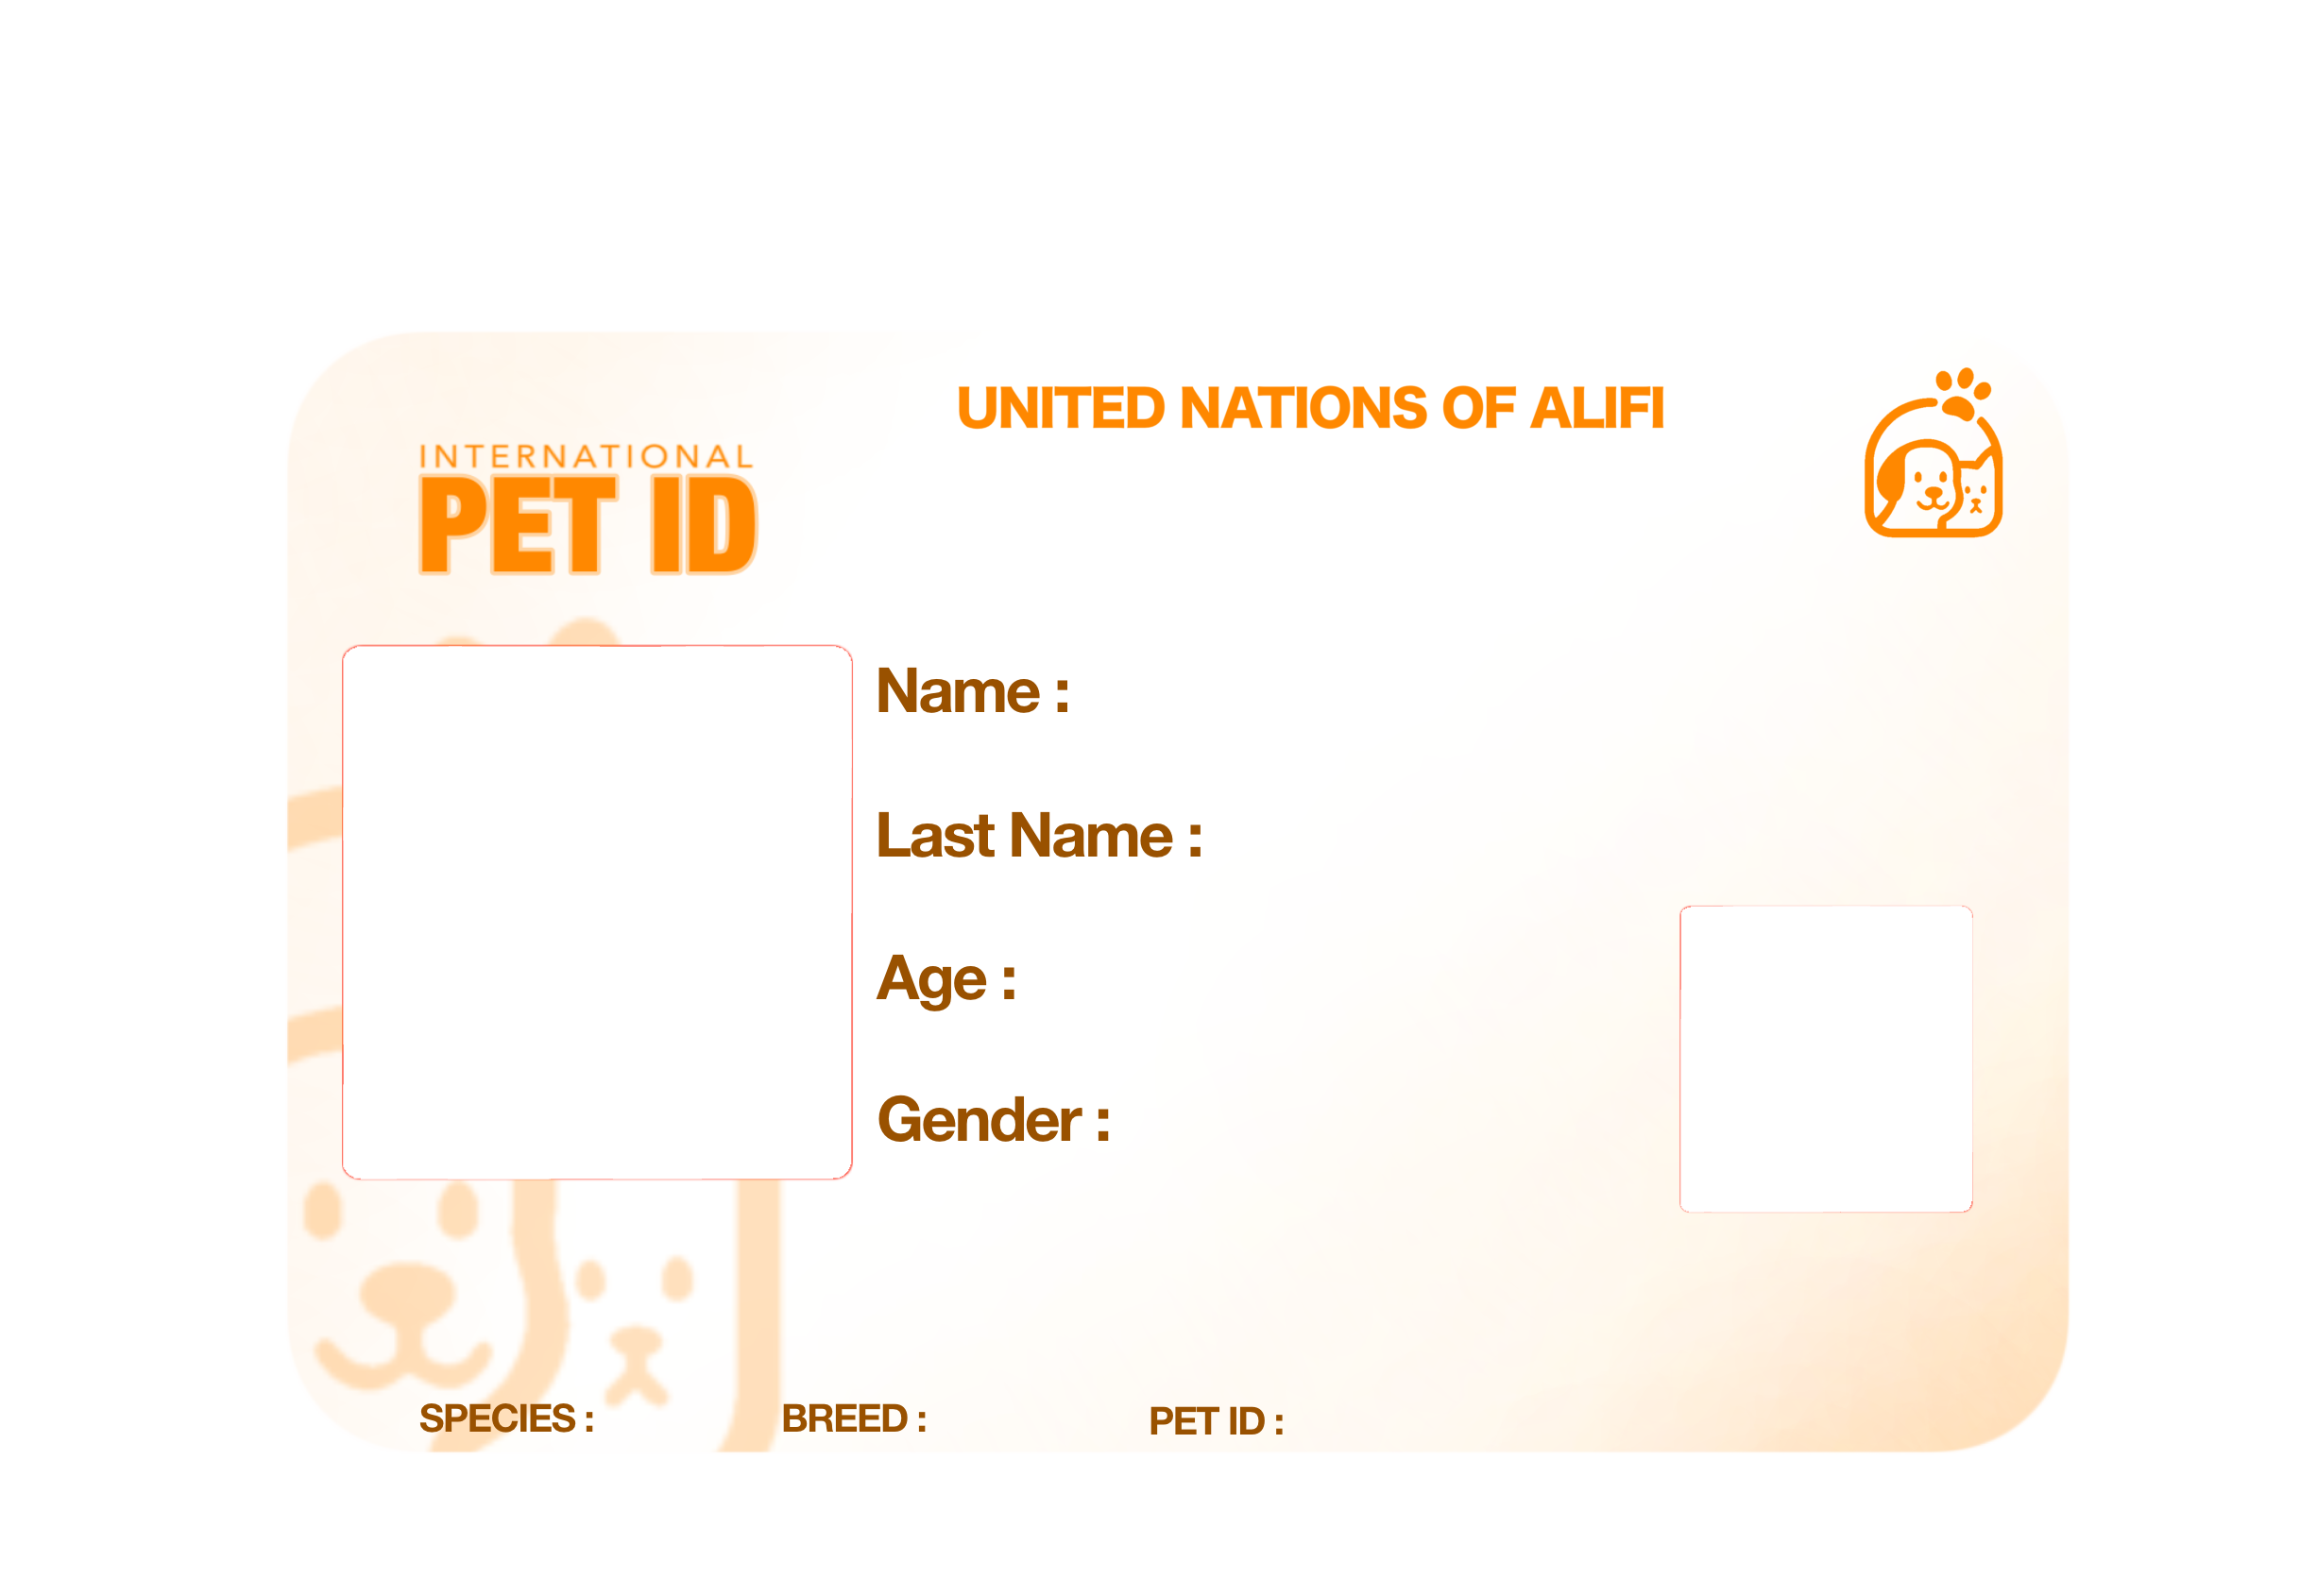 UNITED NATIONS OF ALIFI
INTERNATIONAL
PET ID
Name :
Last Name :
Age :
Gender :
SPECIES :
BREED :
PET ID :